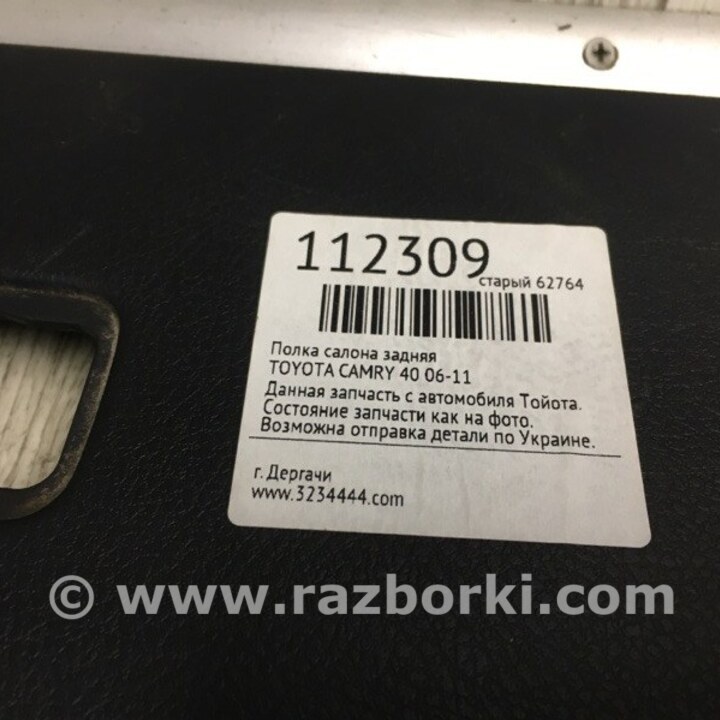 112309
старый 62764
Полка салона задняя
TOYOTA CAMRY 40 06-11
Данная запчасть с автомобиля Тойота.
Состояние запчасти как на фото.
Возможна отправка детали по Украине.
г. Дергачи
www.3234444.com
© www.razborki.com